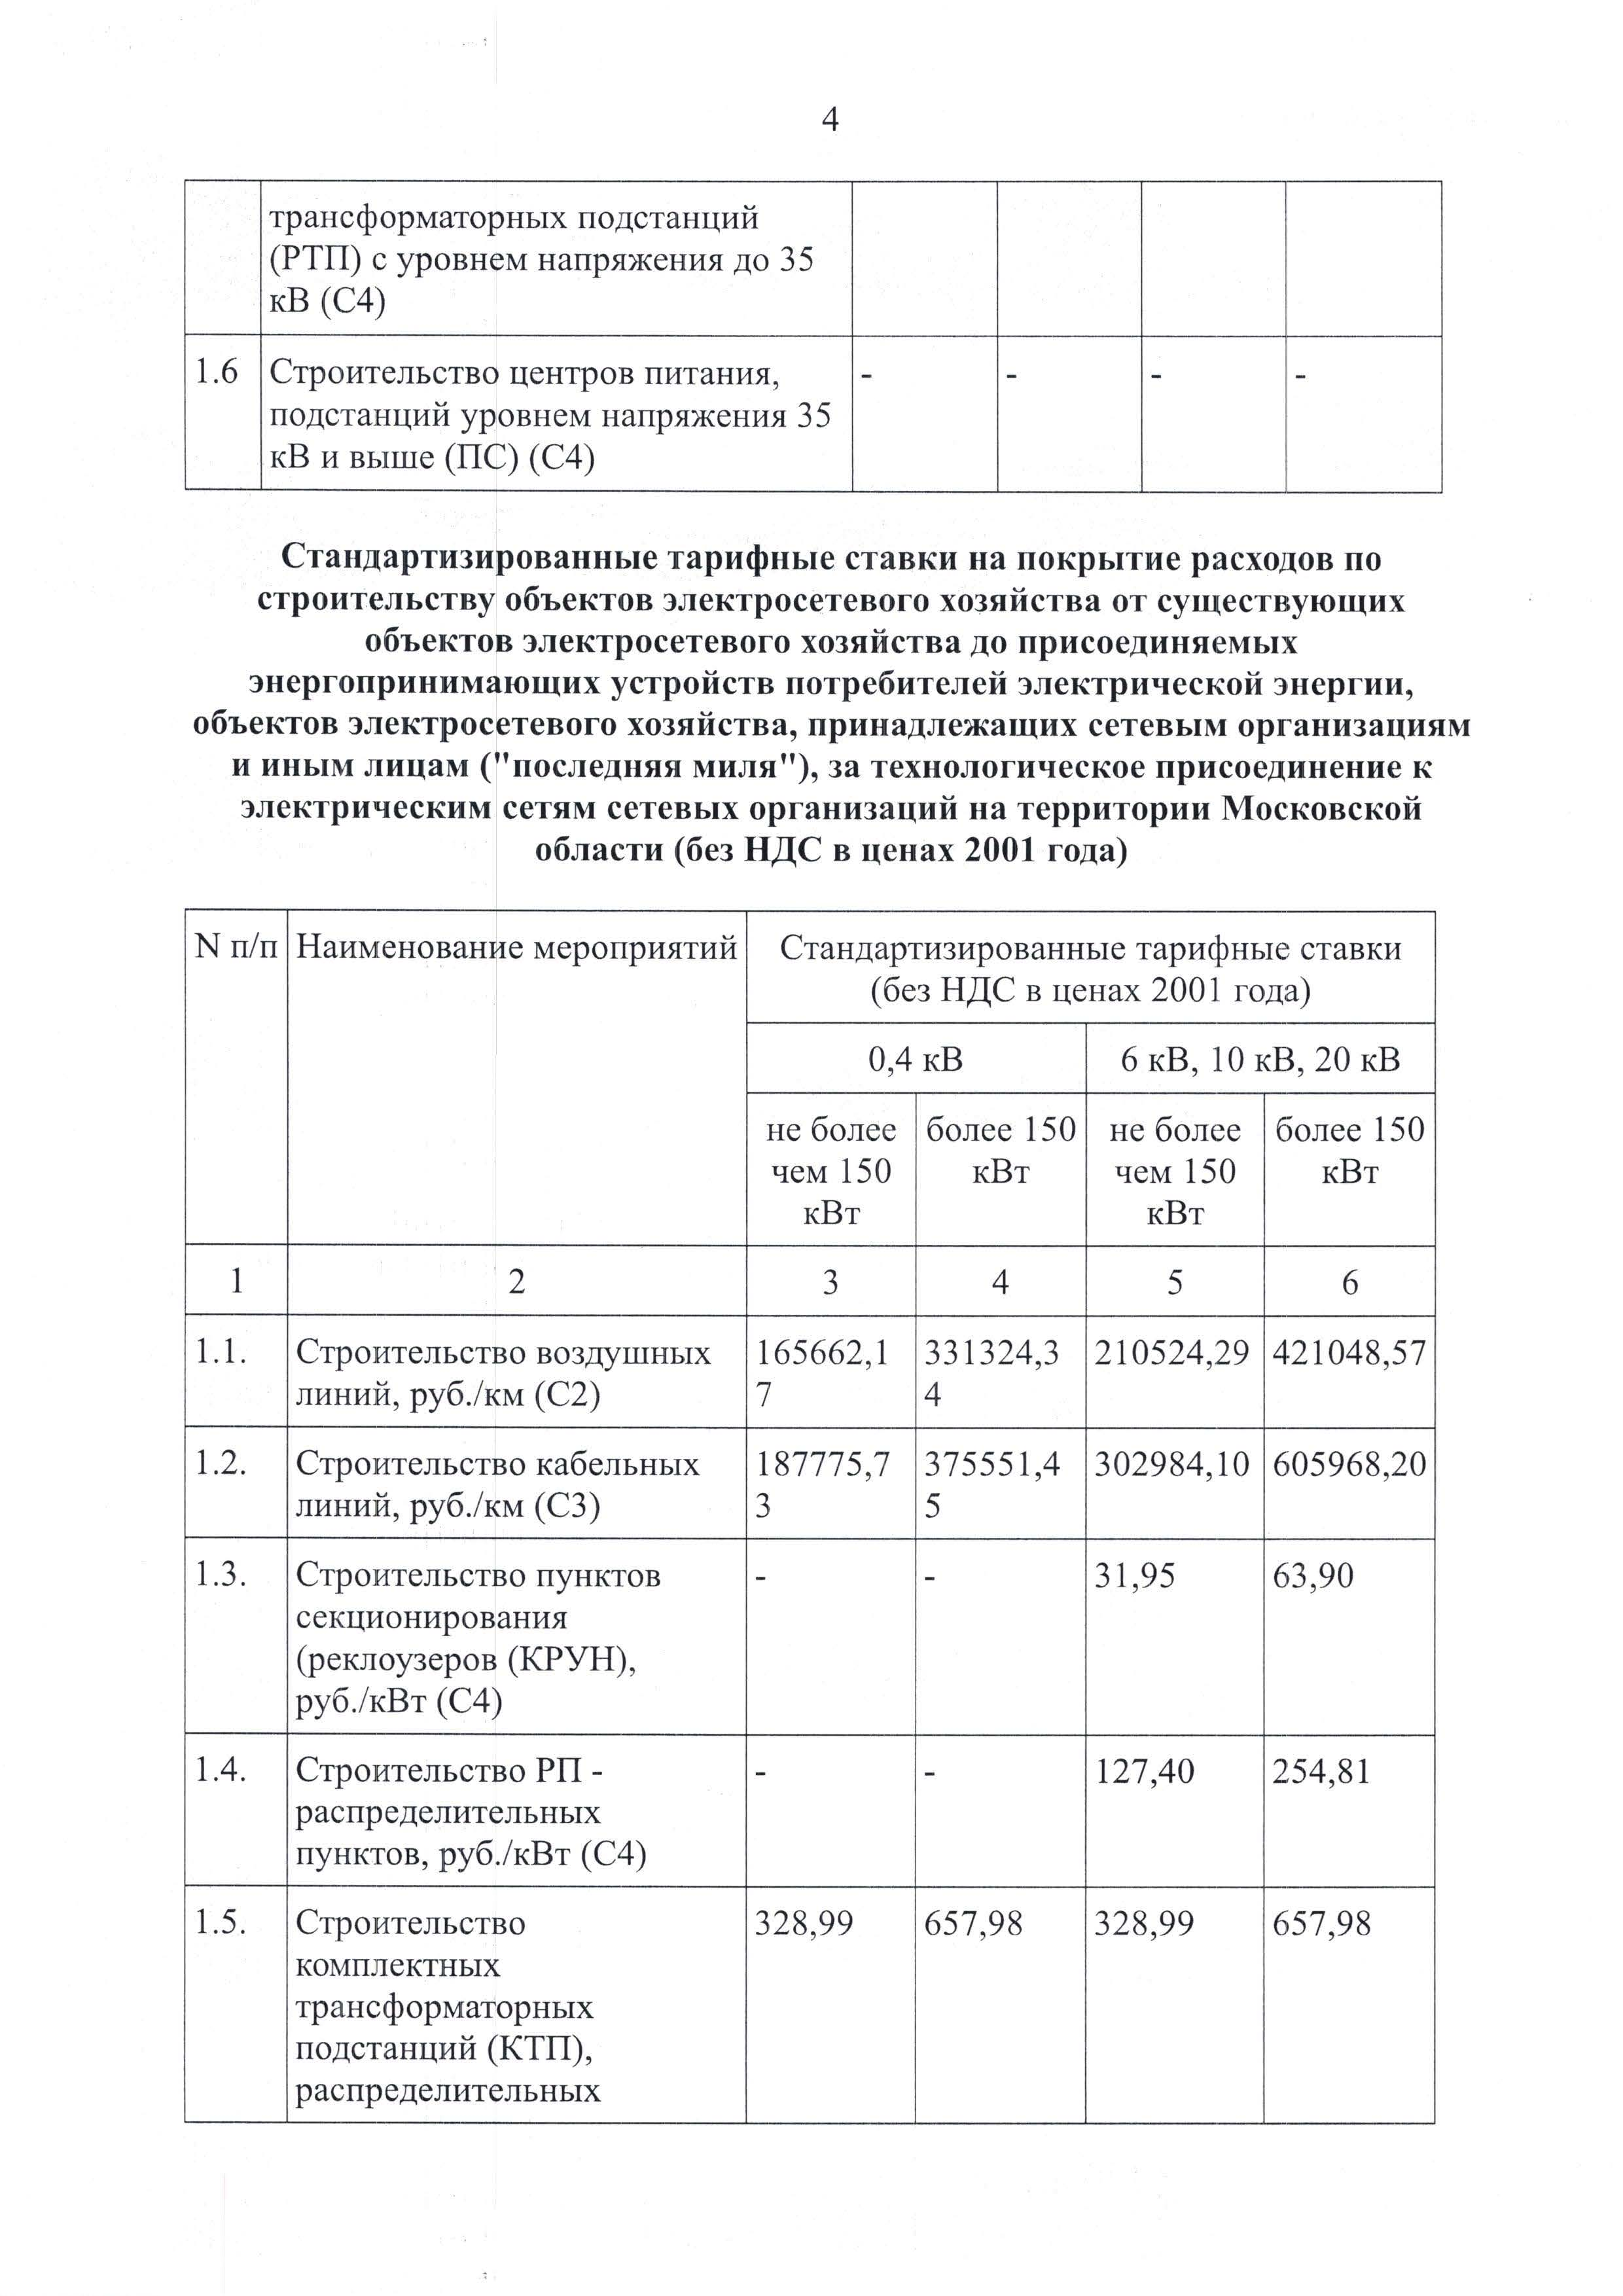 4
трансформаторных подстанций
(РТП) с уровнем напряжения до 35
кВ (С4)
1.6 Строительство центров питания, - - - -
подстанций уровнем напряжения 35
кВ и выше (ПС) (С4)
Стандартизированные тарифные ставки на покрытие расходов по
строительству объектов электросетевого хозяйства от существующих
объектов электросетевого хозяйства до присоединяемых
энергопринимающих устройств потребителей электрической энергии,
объектов электросетевого хозяйства, принадлежащих сетевым организациям
и иным лицам ("последняя миля"), за технологическое присоединение к
электрическим сетям сетевых организаций на территории Московской
области (без НДС в ценах 2001 года)
N п/п Наименование мероприятий Стандартизированные тарифные ставки
(без НДС в ценах 2001 года)
0,4 кВ 6 кВ, 10 кВ, 20 кВ
не более более 150 не более более 150
чем 150 кВт чем 150 кВт
кВт кВт
1 2 3 4 5 6
1.1. Строительство воздушных 165662,1 331324,3 210524,29 421048,57
линий, руб./км (С2) 7 4
1.2. Строительство кабельных 187775,7 375551,4 302984,10 605968,20
линий, руб./км (С3) 3 5
1.3. Строительство пунктов - - 31,95 63,90
секционирования
(реклоузеров (КРУН),
руб./кВт (С4)
1.4. Строительство РП - - - 127,40 254,81
распределительных
пунктов, руб./кВт (С4)
1.5. Строительство 328,99 657,98 328,99 657,98
комплектных
трансформаторных
подстанций (КТП),
распределительных